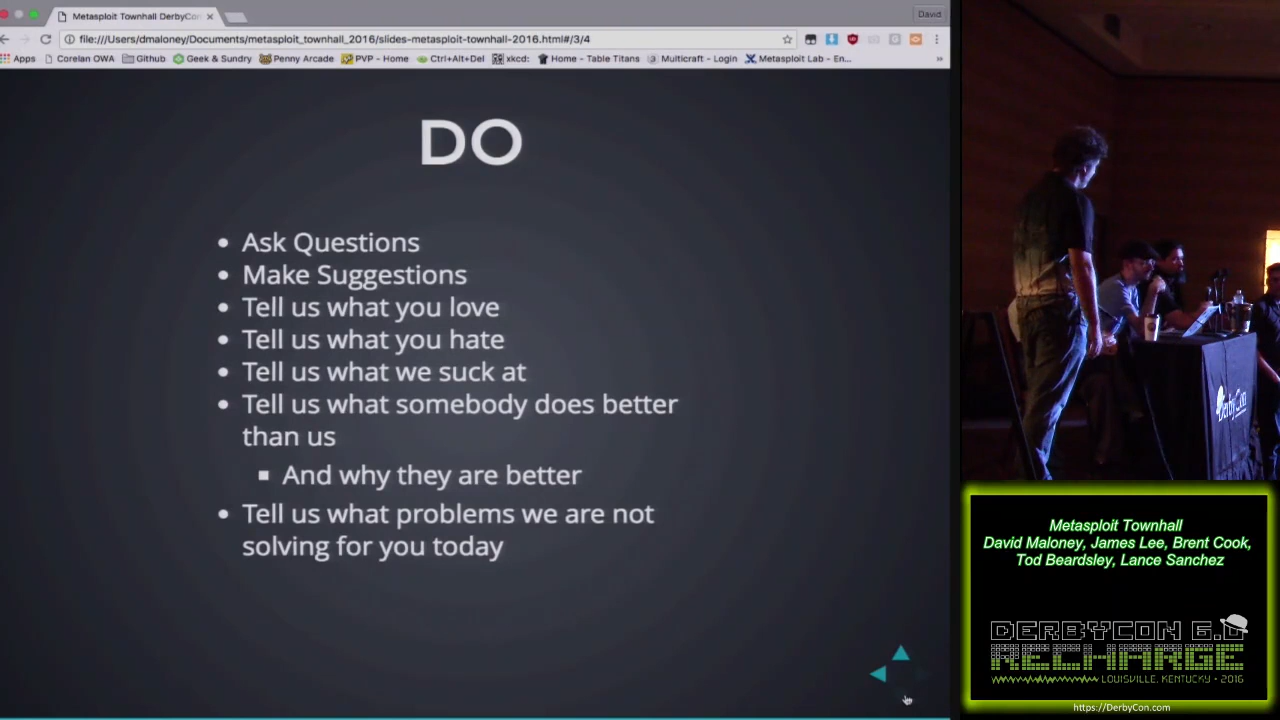 Metasploit Townhall DerbyCon
David
file:///Users/dmaloney/Documents/metasploit_townhall_2016/slides-metasploit-townhall-2016.html#/3/4
Apps Corelan OWA Github Geek & Sundry Penny Arcade PVP - Home Ctrl+Alt+Del xkcd: Home - Table Titans Multicraft - Login Metasploit Lab - En...
DO
Ask Questions
Make Suggestions
Tell us what you love
Tell us what you hate
Tell us what we suck at
Tell us what somebody does better
than us
And why they are better
Tell us what problems we are not
solving for you today
DerbyCon
Metasploit Townhall
David Maloney, James Lee, Brent Cook,
Tod Beardsley, Lance Sanchez
DERBYCON 6.0
RECHARGE
LOUISVILLE, KENTUCKY • 2016
https://DerbyCon.com